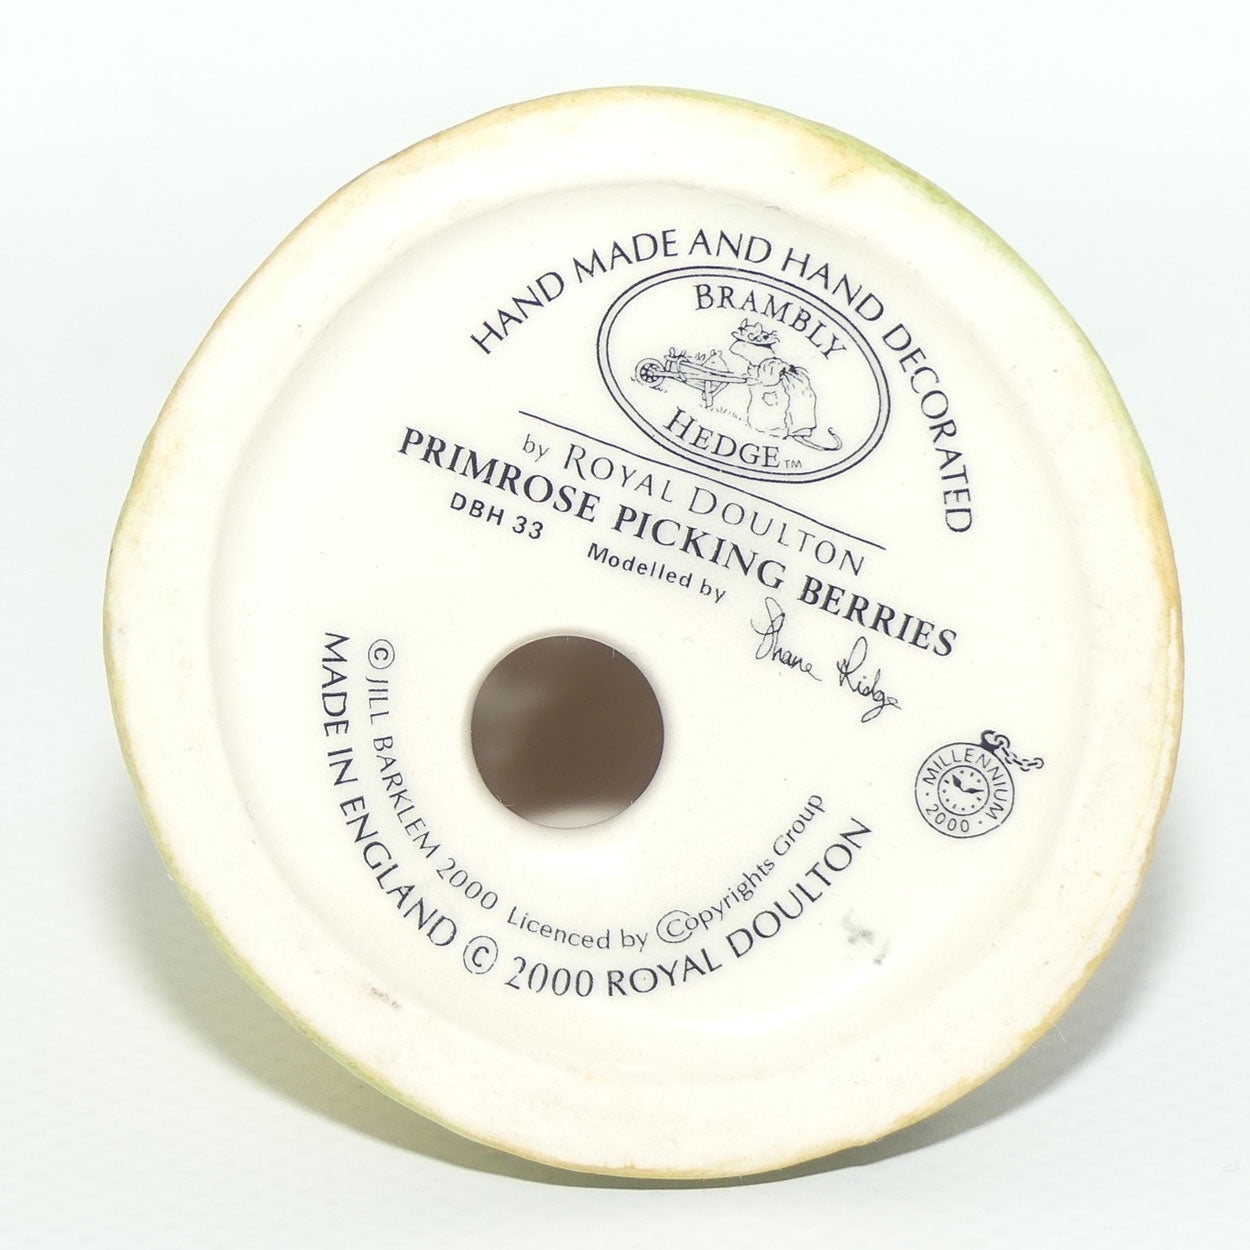 HAND MADE AND HAND DECORATED
BRAMBLY
HEDGE™
by ROYAL DOULTON
PRIMROSE PICKING BERRIES
DBH 33 Modelled by
Shane Ridge
MILLENNIUM
· 2000 ·
© JILL BARKLEM 2000 Licenced by Copyrights Group
MADE IN ENGLAND © 2000 ROYAL DOULTON